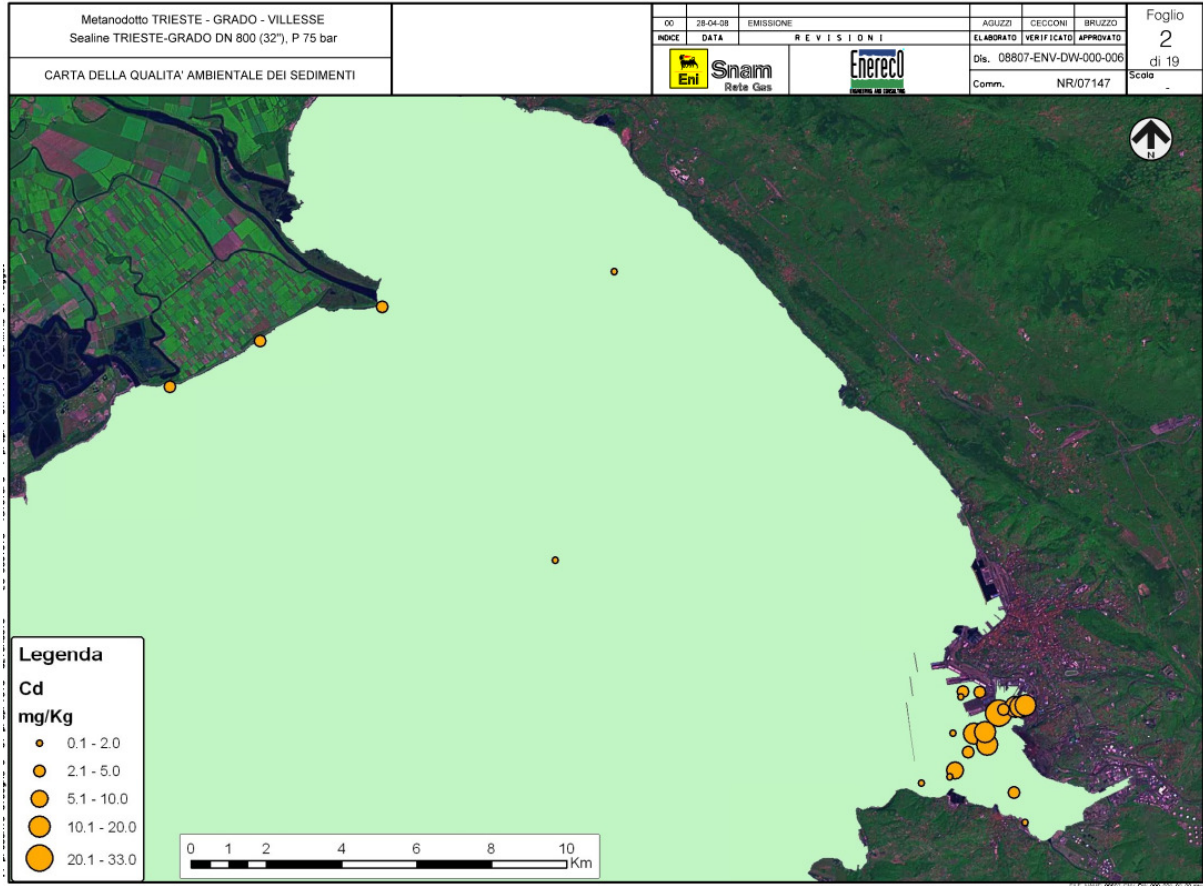 Metanodotto TRIESTE - GRADO - VILLESSE
Sealine TRIESTE-GRADO DN 800 (32"), P 75 bar
CARTA DELLA QUALITA' AMBIENTALE DEI SEDIMENTI
00 28-04-08 EMISSIONE AGUZZI CECCONI BRUZZO
INDICE DATA REVISIONI ELABORATO VERIFICATO APPROVATO
Eni Snam
Rete Gas
Enereco
ENGINEERING AND CONSULTING
Dis. 08807-ENV-DW-000-006
Comm. NR/07147
Foglio
2
di 19
Scala
-
N
Legenda
Cd
mg/Kg
0.1 - 2.0
2.1 - 5.0
5.1 - 10.0
10.1 - 20.0
20.1 - 33.0
0 1 2 4 6 8 10
Km